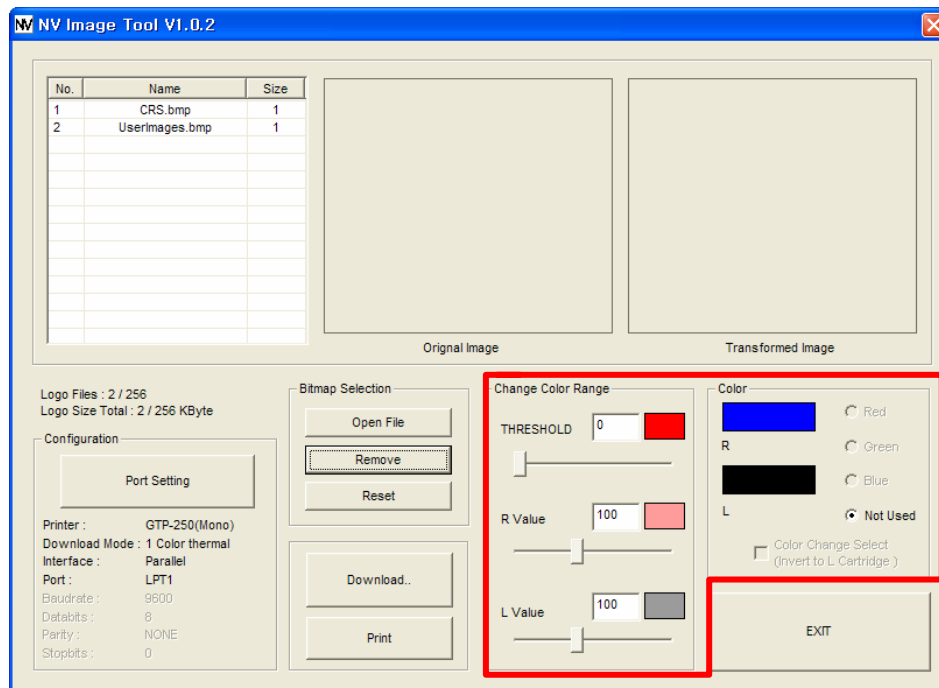 NV NV Image Tool V1.0.2
No. Name Size
1 CRS.bmp 1
2 UserImages.bmp 1
Orignal Image
Transformed Image
Logo Files : 2 / 256
Logo Size Total : 2 / 256 KByte
Configuration
Port Setting
Printer : GTP-250(Mono)
Download Mode : 1 Color thermal
Interface : Parallel
Port : LPT1
Baudrate : 9600
Databits : 8
Parity : NONE
Stopbits : 0
Bitmap Selection
Open File
Remove
Reset
Download..
Print
Change Color Range
THRESHOLD 0
R Value 100
L Value 100
Color
R
L
Red
Green
Blue
Not Used
Color Change Select
(invert to L Cartridge )
EXIT